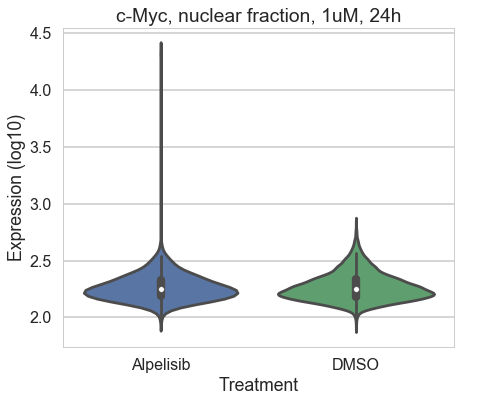 c-Myc, nuclear fraction, 1uM, 24h
4.5
4.0
3.5
3.0
2.5
2.0
Expression (log10)
Alpelisib DMSO
Treatment